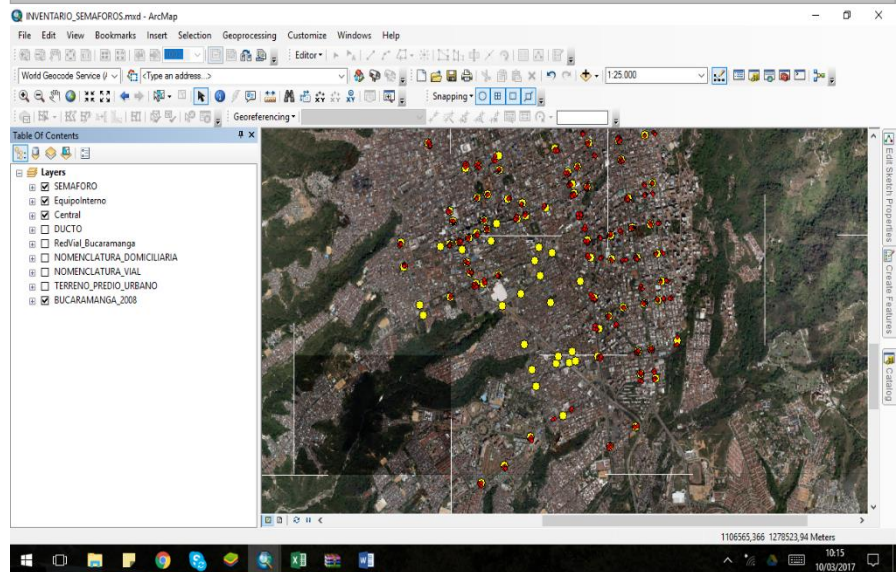 INVENTARIO_SEMAFOROS.mxd - ArcMap
File Edit View Bookmarks Insert Selection Geoprocessing Customize Windows Help
Editor
World Geocode Service (/ <Type an address...> 1:25.000
Snapping
Georeferencing
Table Of Contents
Layers
SEMAFORO
EquipoInterno
Central
DUCTO
RedVial_Bucaramanga
NOMENCLATURA_DOMICILIARIA
NOMENCLATURA_VIAL
TERRENO_PREDIO_URBANO
BUCARAMANGA_2008
Edit Sketch Properties
Create Features
Catalog
1106565,366 1278523,94 Meters
10:15
10/03/2017